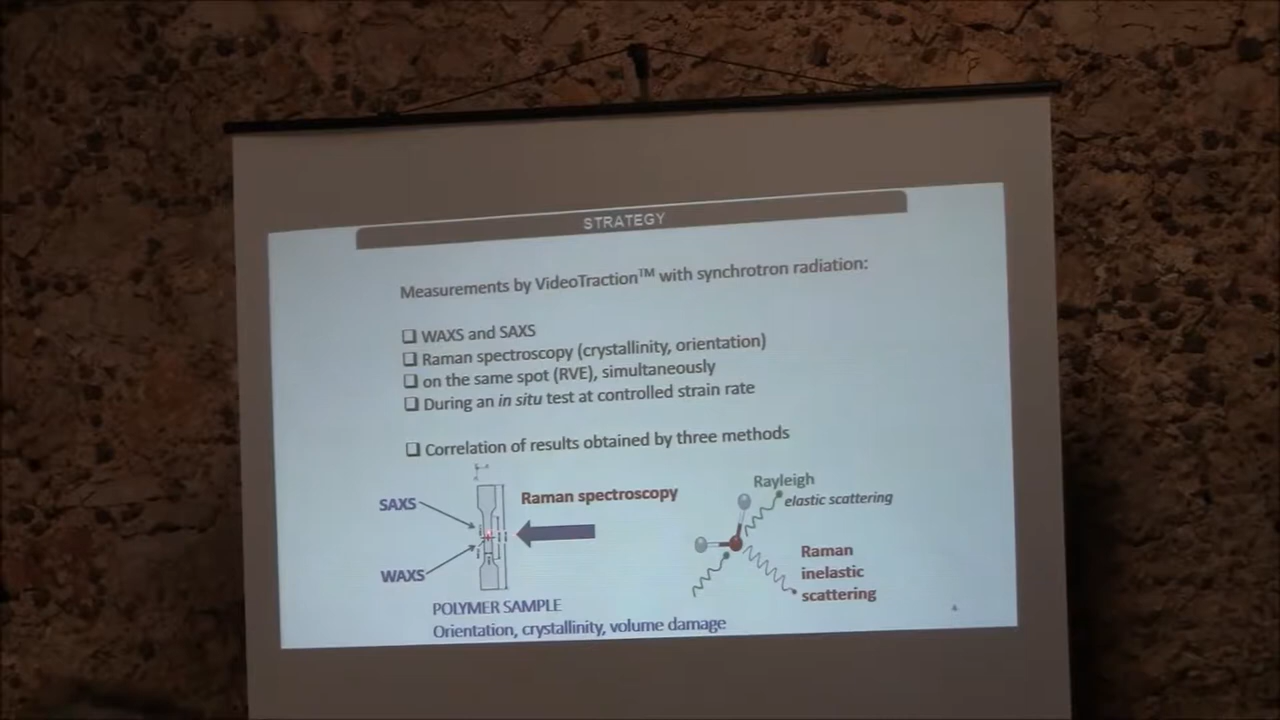 STRATEGY
Measurements by VideoTraction™ with synchrotron radiation:
❑ WAXS and SAXS
❑ Raman spectroscopy (crystallinity, orientation)
❑ on the same spot (RVE), simultaneously
❑ During an in situ test at controlled strain rate
❑ Correlation of results obtained by three methods
SAXS
Raman spectroscopy
WAXS
POLYMER SAMPLE
Orientation, crystallinity, volume damage
Rayleigh
elastic scattering
Raman
inelastic
scattering